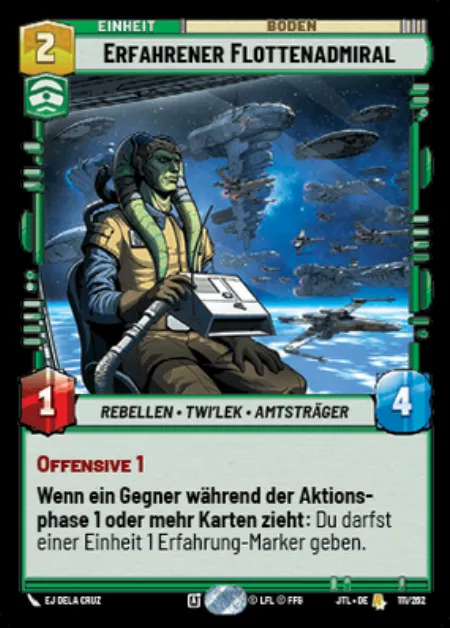 EINHEIT
BODEN
2
ERFAHRENER FLOTTENADMIRAL
1
REBELLEN • TWI'LEK • AMTSTRÄGER
4
OFFENSIVE 1
Wenn ein Gegner während der Aktions-
phase 1 oder mehr Karten zieht: Du darfst
einer Einheit 1 Erfahrung-Marker geben.
EJ DELA CRUZ
© LFL © FFG
JTL • DE
111/262